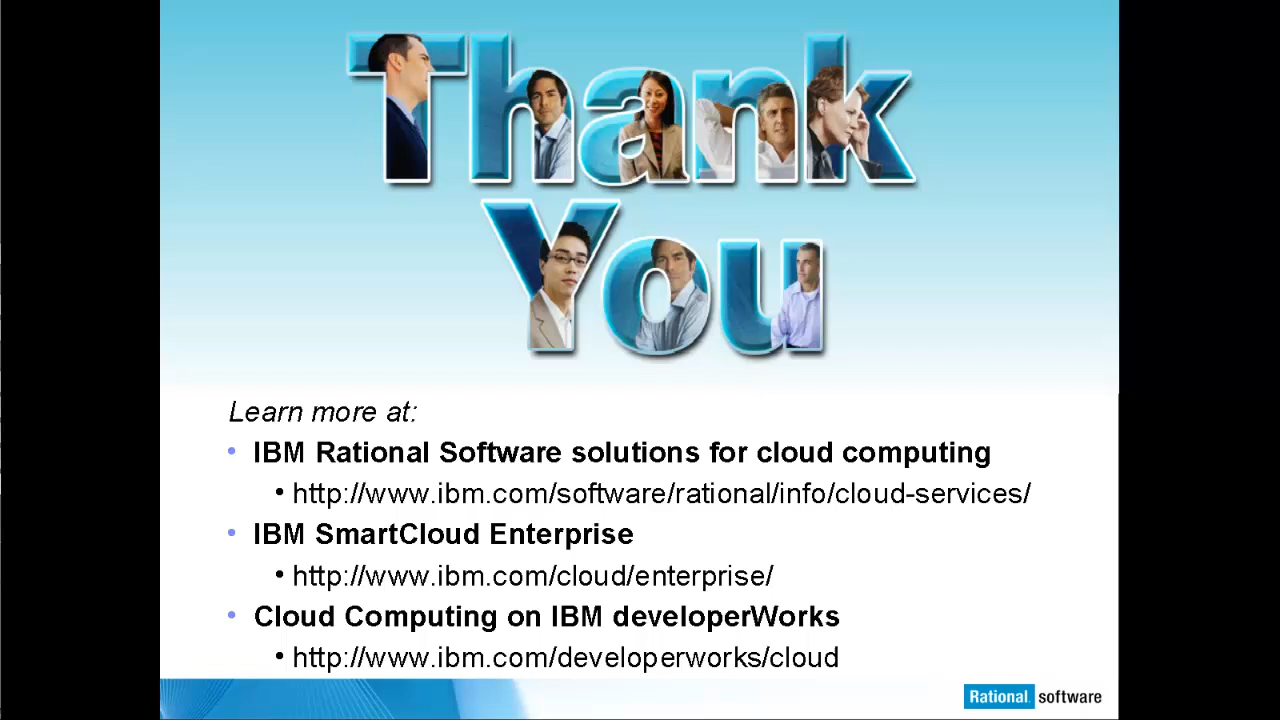 Thank
You
Learn more at:
• IBM Rational Software solutions for cloud computing
• http://www.ibm.com/software/rational/info/cloud-services/
• IBM SmartCloud Enterprise
• http://www.ibm.com/cloud/enterprise/
• Cloud Computing on IBM developerWorks
• http://www.ibm.com/developerworks/cloud
Rational. software